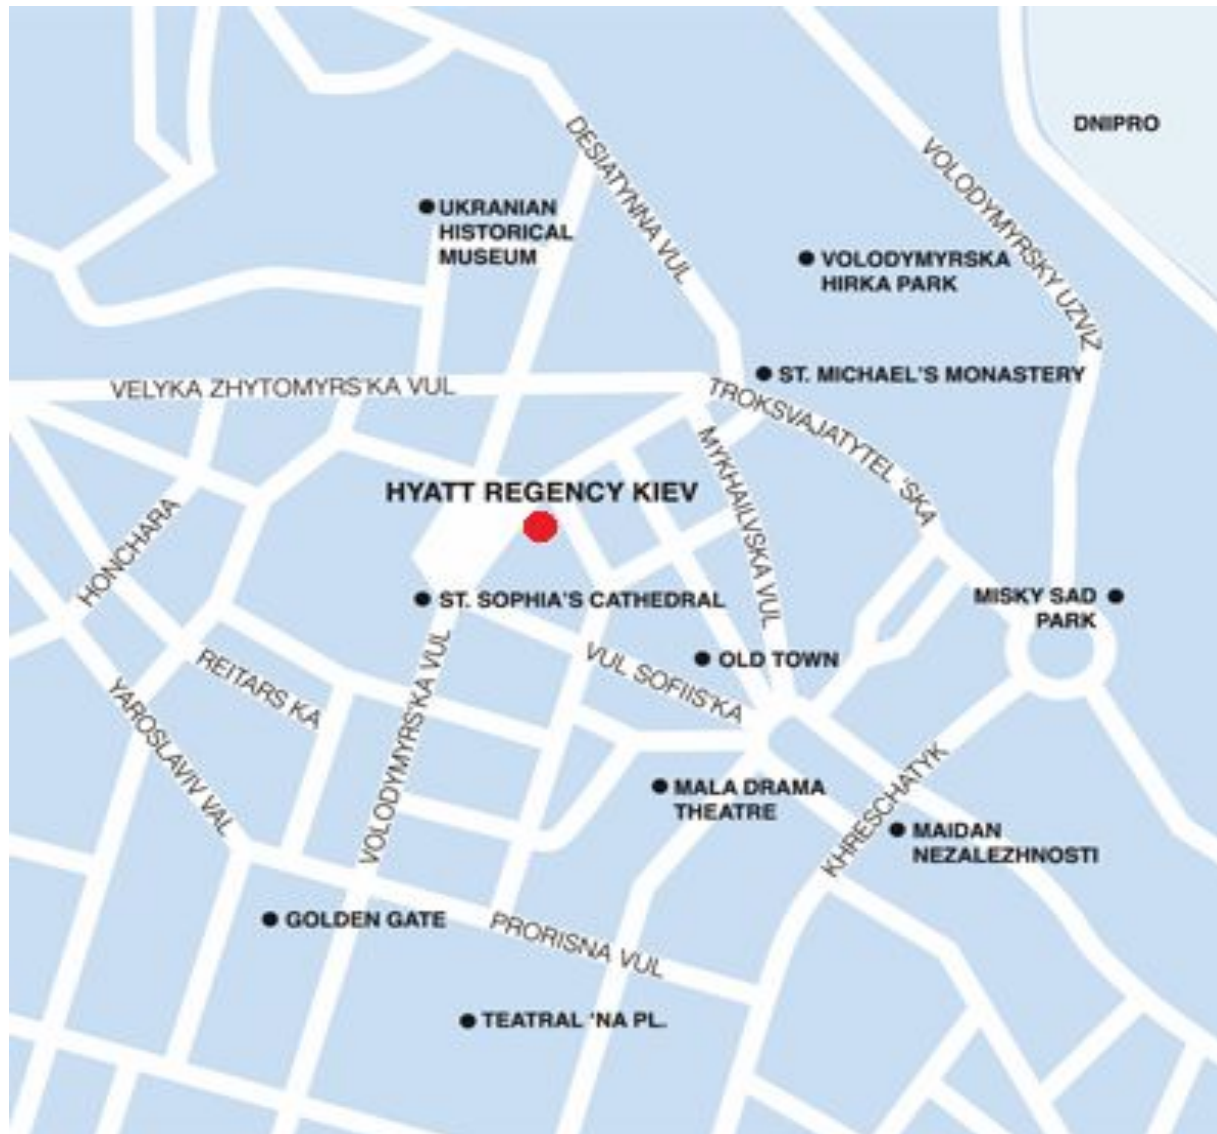 DNIPRO
DESIATYNNA VUL
VOLODYMYRSKY UZVIZ
UKRANIAN
HISTORICAL
MUSEUM
VOLODYMYRSKA
HIRKA PARK
VELYKA ZHYTOMYRS'KA VUL
ST. MICHAEL'S MONASTERY
TROKSVAJATYTEL 'SKA
MYKHAILVSKA VUL
HYATT REGENCY KIEV
HONCHARA
ST. SOPHIA'S CATHEDRAL
MISKY SAD
PARK
VUL SOFIIS'KA
OLD TOWN
REITARS KA
YAROSLAVIV VAL
VOLODYMYRS'KA VUL
KHRESCHATYK
MALA DRAMA
THEATRE
MAIDAN
NEZALEZHNOSTI
GOLDEN GATE
PRORISNA VUL
TEATRAL 'NA PL.